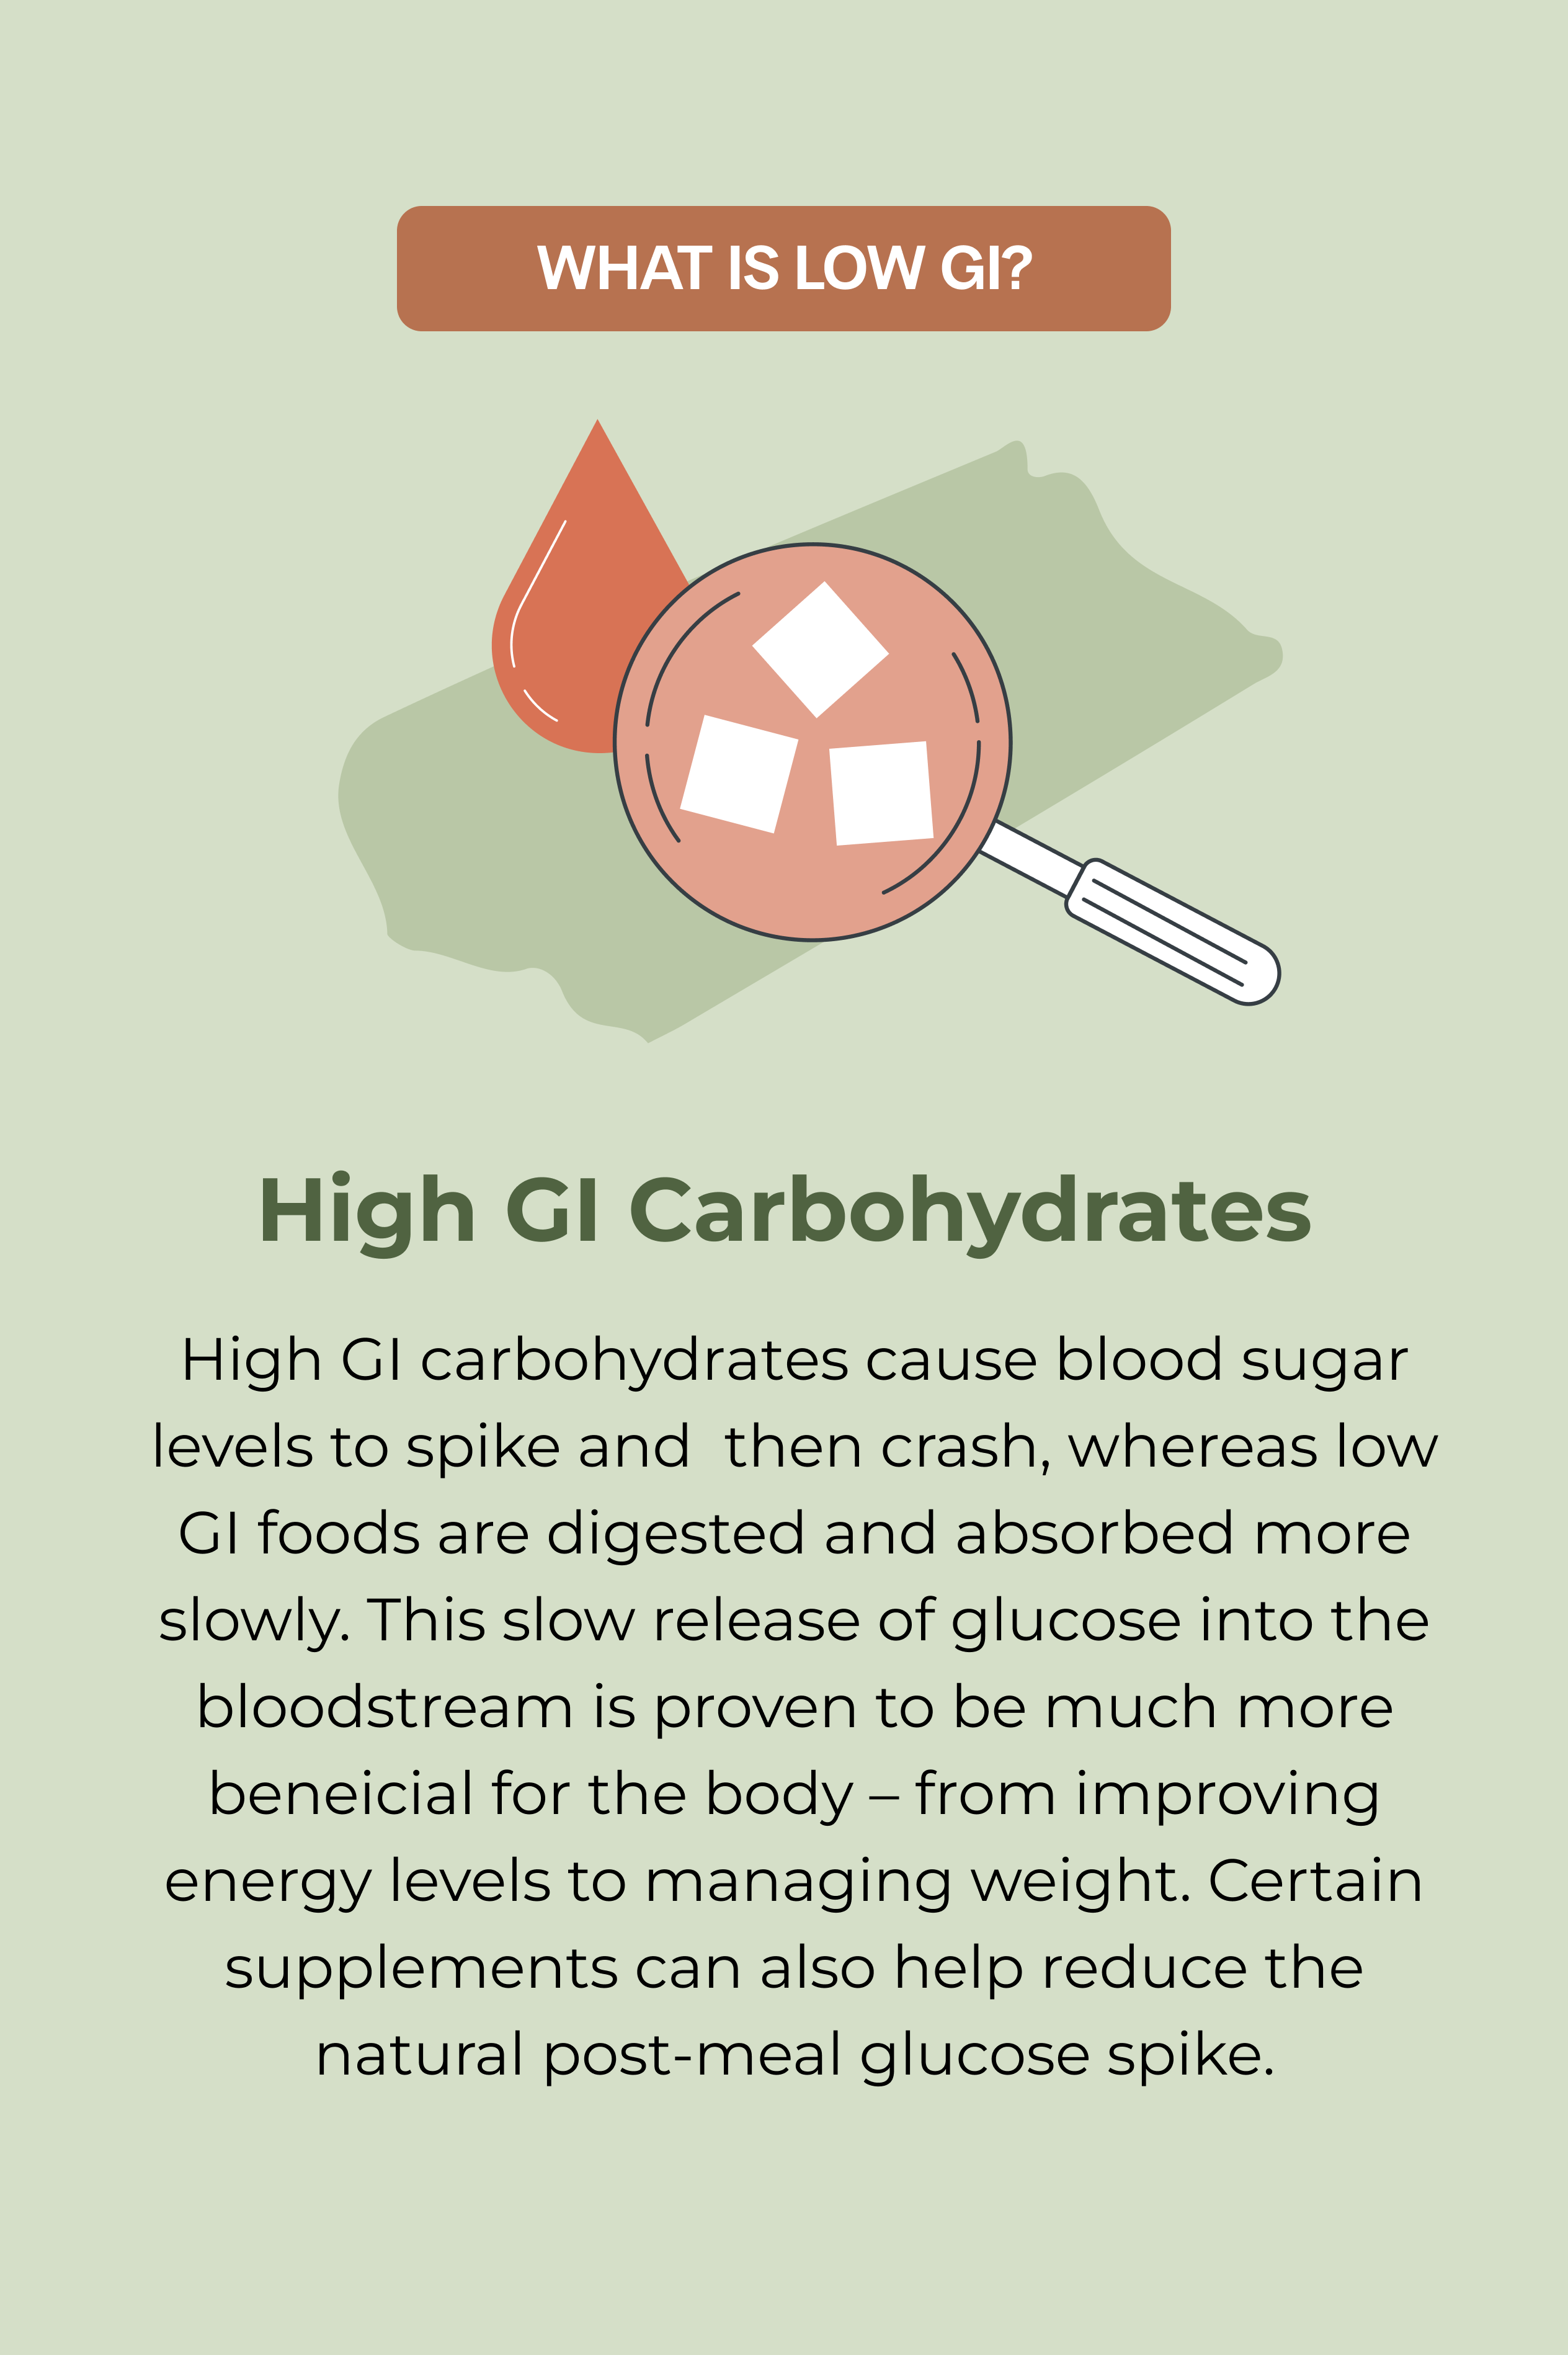 WHAT IS LOW GI?
High GI Carbohydrates
High GI carbohydrates cause blood sugar
levels to spike and  then crash, whereas low
GI foods are digested and absorbed more
slowly. This slow release of glucose into the
bloodstream is proven to be much more
beneicial for the body – from improving
energy levels to managing weight. Certain
supplements can also help reduce the
natural post-meal glucose spike.